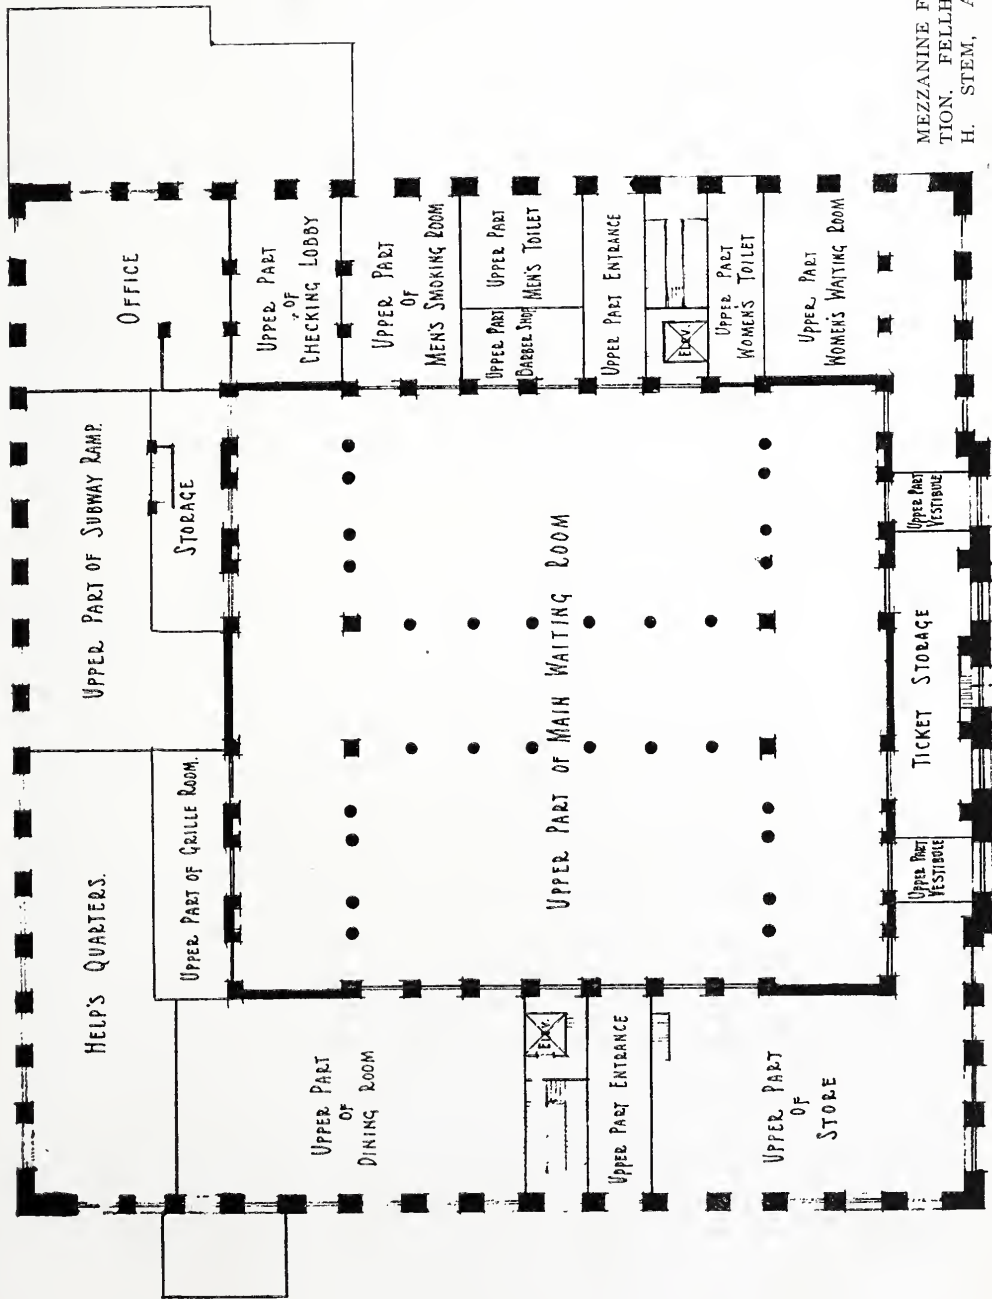 HELP'S QUARTERS.
UPPER PART OF SUBWAY RAMP.
OFFICE
UPPER PART OF GRILLE ROOM.
STORAGE
UPPER PART
OF
DINING ROOM
UPPER PART
OF
CHECKING LOBBY
UPPER PART
OF
MEN'S SMOKING ROOM
ELEV.
UPPER PART
BARBER SHOP
UPPER PART
MEN'S TOILET
UPPER PART OF MAIN WAITING ROOM
UPPER PART ENTRANCE
UPPER PART ENTRANCE
ELEV.
UPPER PART
WOMEN'S TOILET
UPPER PART
OF
STORE
UPPER PART
WOMEN'S WAITING ROOM
UPPER PART
VESTIBULE
TICKET STORAGE
UPPER PART
VESTIBULE
MEZZANINE F
TION. FELLH
H. STEM, A